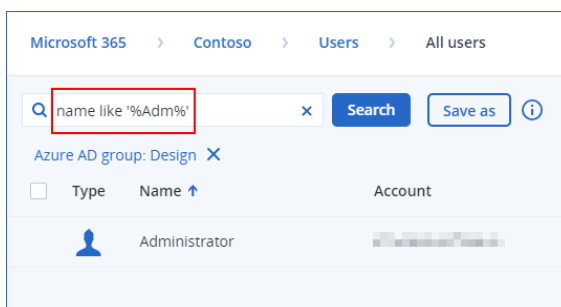 Microsoft 365 > Contoso > Users > All users
name like '%Adm%' × Search Save as
Azure AD group: Design ×
Type Name ↑ Account
Administrator